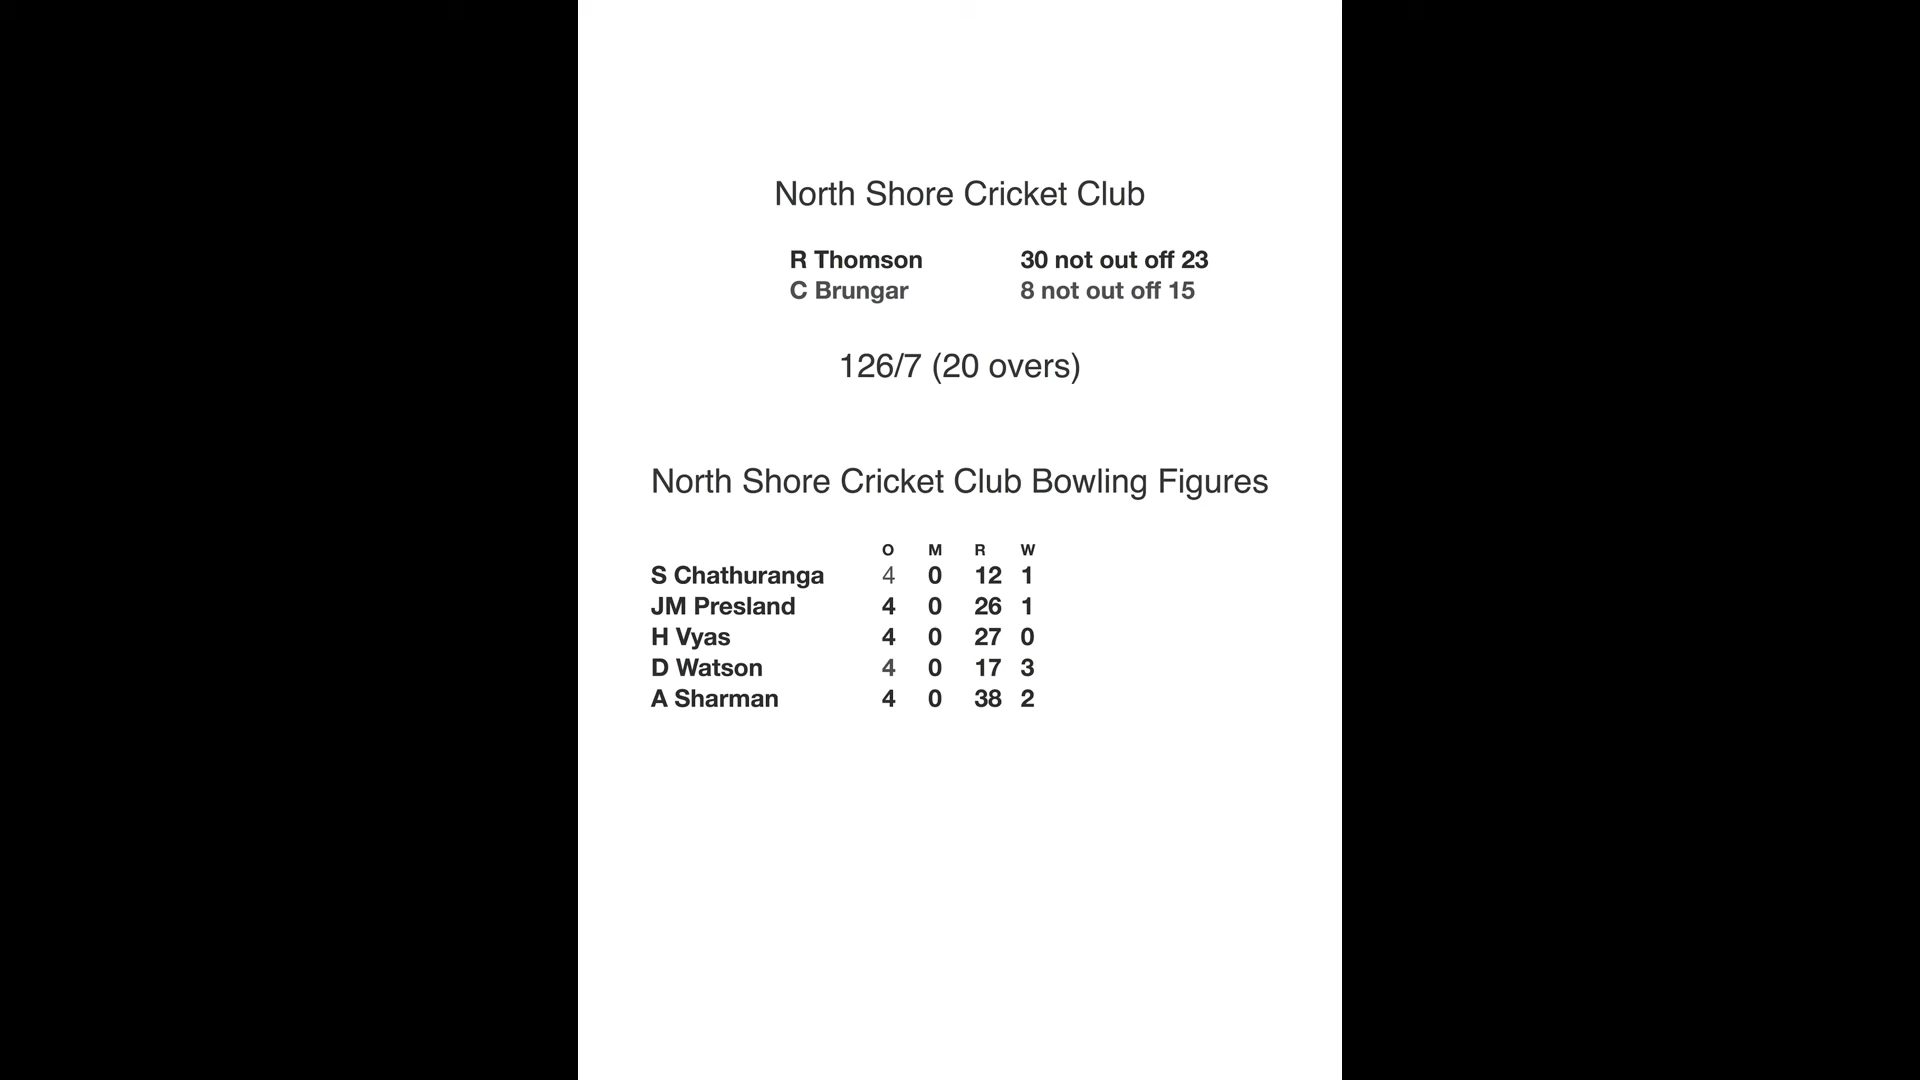 North Shore Cricket Club
R Thomson 30 not out off 23
C Brungar 8 not out off 15
126/7 (20 overs)
North Shore Cricket Club Bowling Figures
O M R W
S Chathuranga 4 0 12 1
JM Presland 4 0 26 1
H Vyas 4 0 27 0
D Watson 4 0 17 3
A Sharman 4 0 38 2